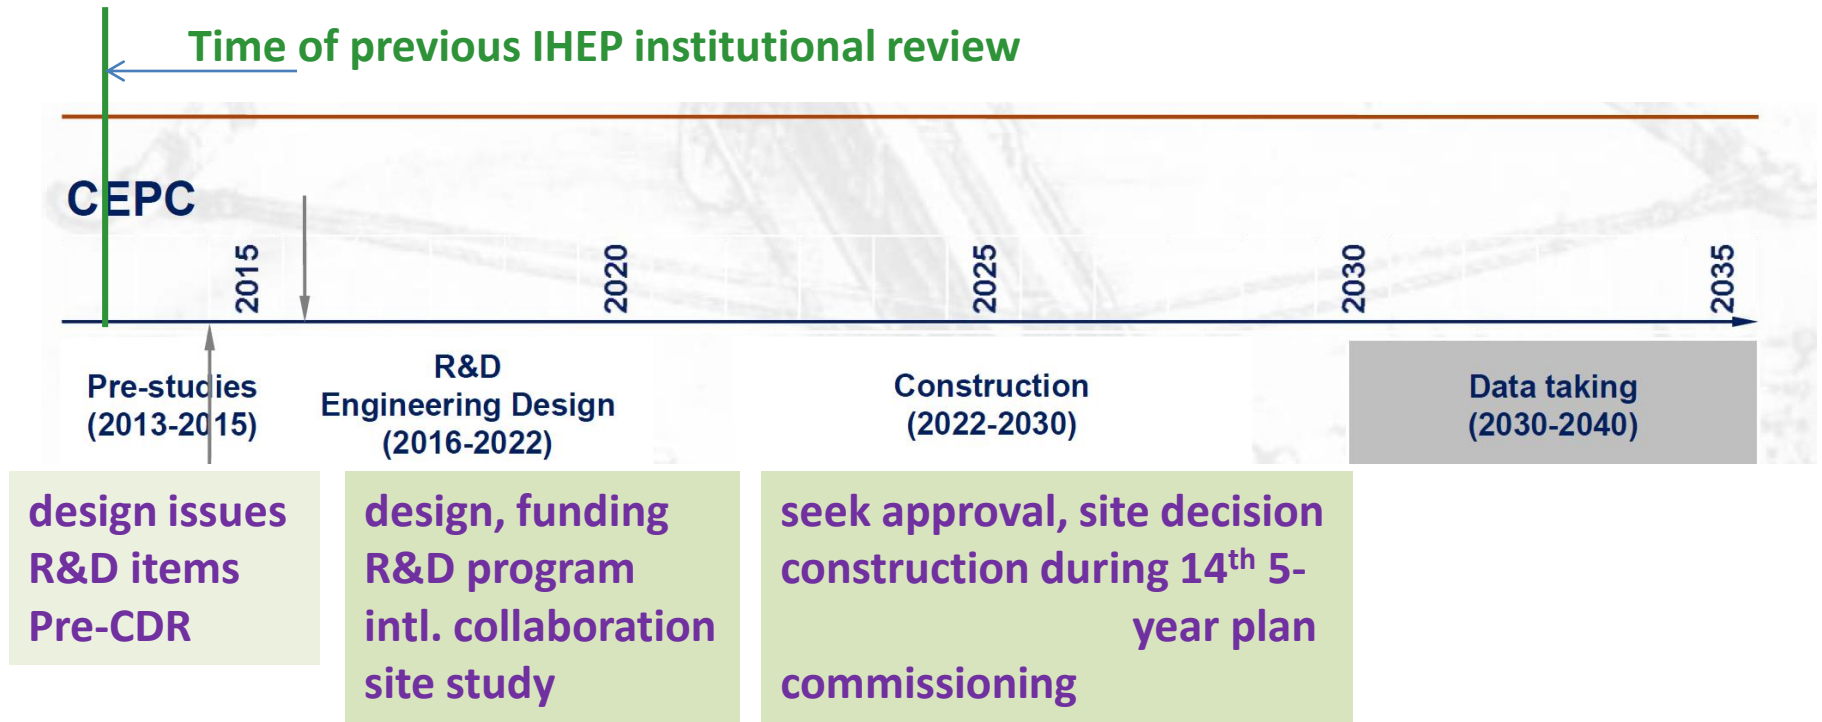 Time of previous IHEP institutional review
CEPC
2015
2020
2025
2030
2035
Pre-studies
(2013-2015)
R&D
Engineering Design
(2016-2022)
Construction
(2022-2030)
Data taking
(2030-2040)
design issues
R&D items
Pre-CDR
design, funding
R&D program
intl. collaboration
site study
seek approval, site decision
construction during 14th 5-
year plan
commissioning